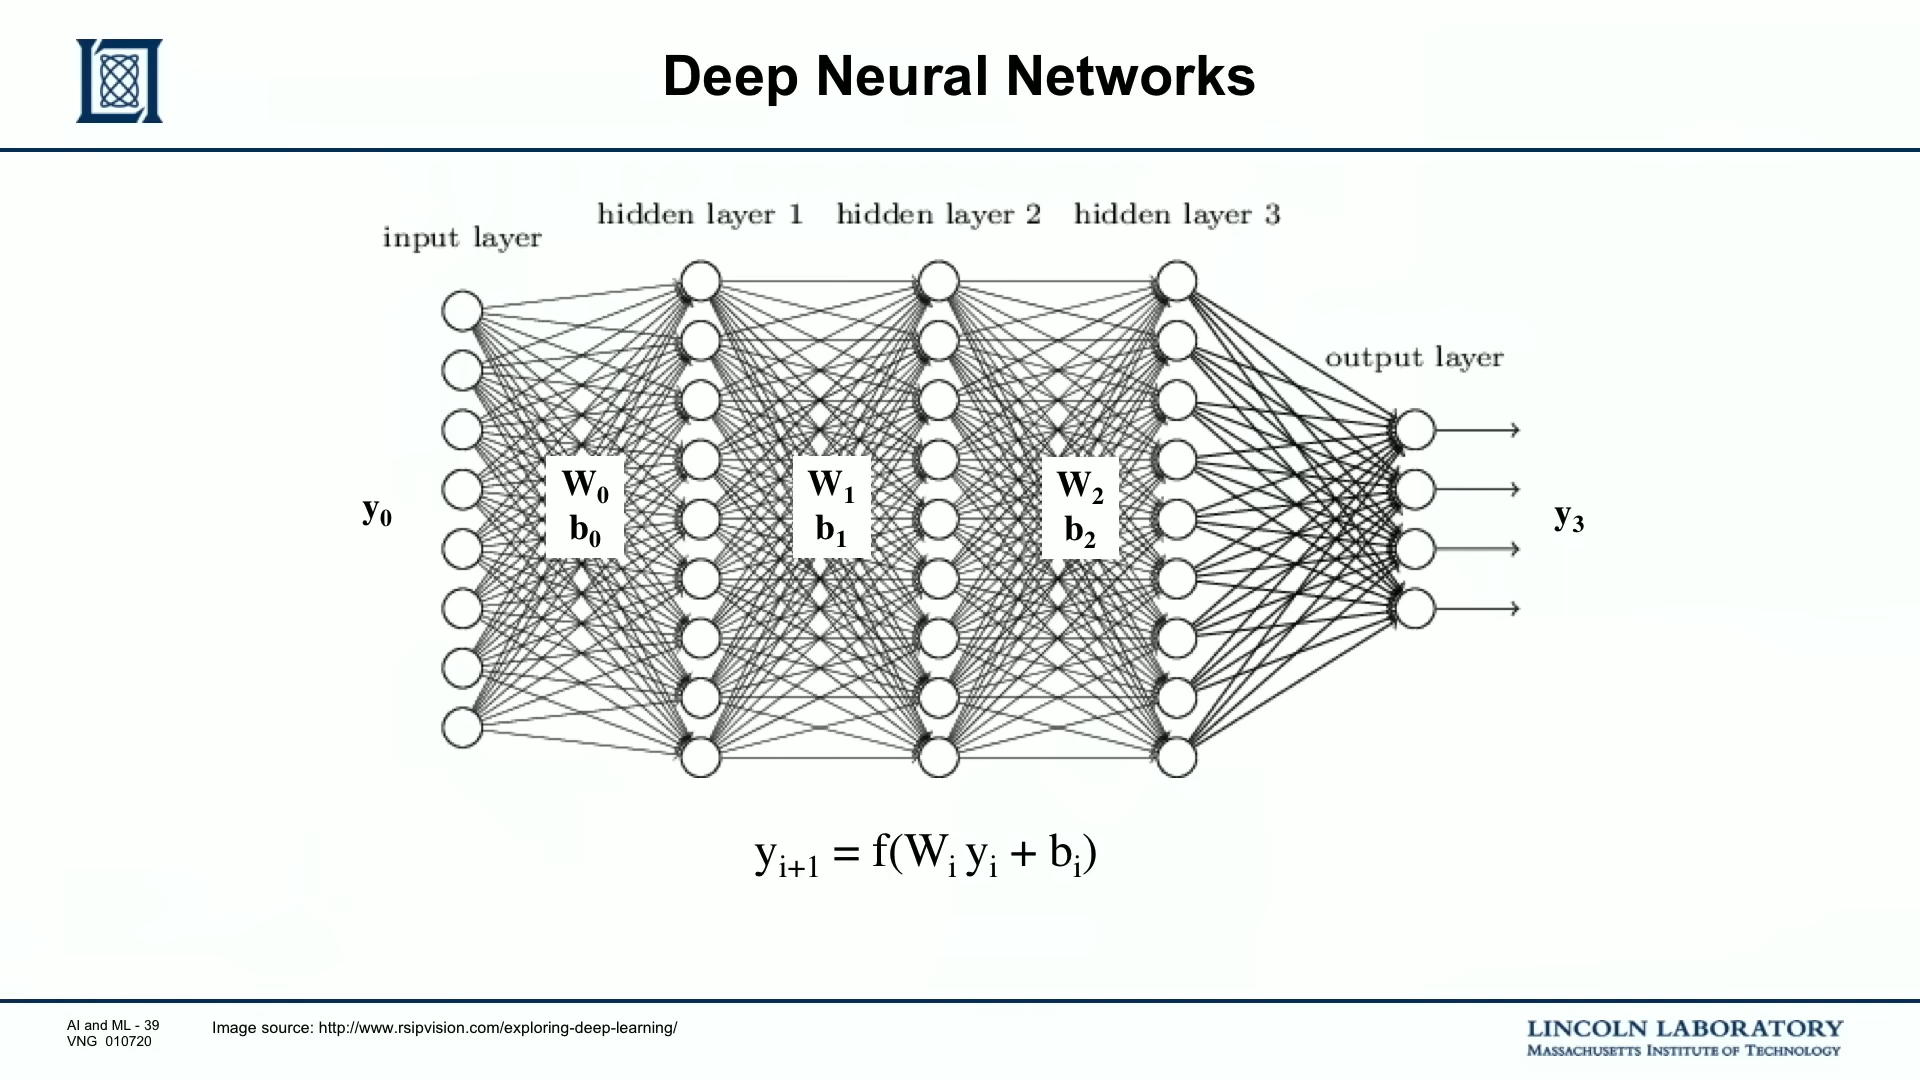 Deep Neural Networks
input layer
hidden layer 1
hidden layer 2
hidden layer 3
output layer
y₀
W₀
b₀
W₁
b₁
W₂
b₂
y₃
yᵢ₊₁ = f(Wᵢ yᵢ + bᵢ)
AI and ML - 39
VNG 010720
Image source: http://www.rsipvision.com/exploring-deep-learning/
LINCOLN LABORATORY
MASSACHUSETTS INSTITUTE OF TECHNOLOGY